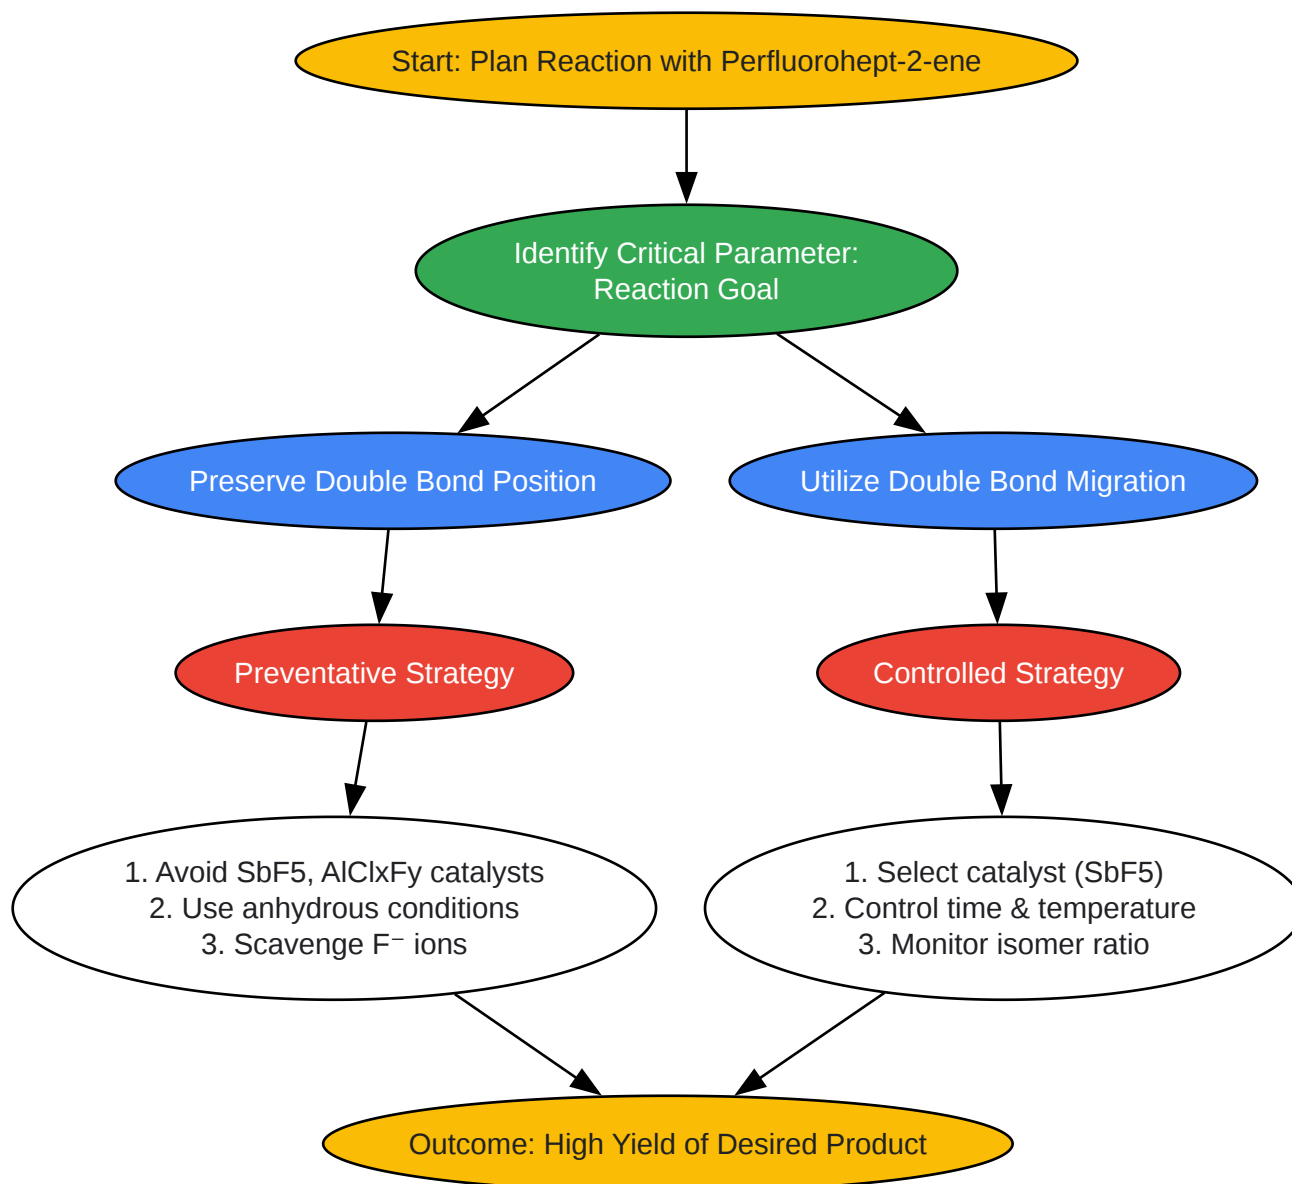 Start: Plan Reaction with Perfluorohept-2-ene
Identify Critical Parameter:
Reaction Goal
Preserve Double Bond Position
Utilize Double Bond Migration
Preventative Strategy
Controlled Strategy
1. Avoid SbF5, AlClxFy catalysts
2. Use anhydrous conditions
3. Scavenge F⁻ ions
1. Select catalyst (SbF5)
2. Control time & temperature
3. Monitor isomer ratio
Outcome: High Yield of Desired Product